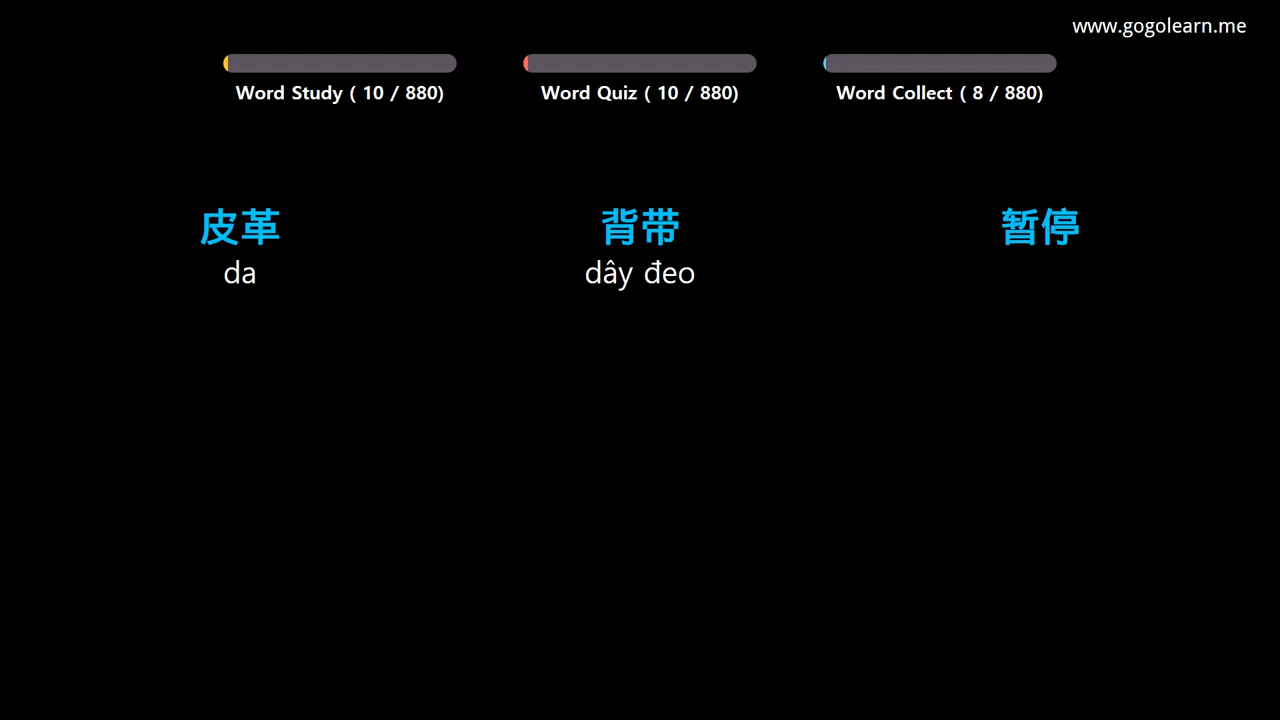 www.gogolearn.me
Word Study ( 10 / 880)
Word Quiz ( 10 / 880)
Word Collect ( 8 / 880)
皮革
da
背带
dây đeo
暂停